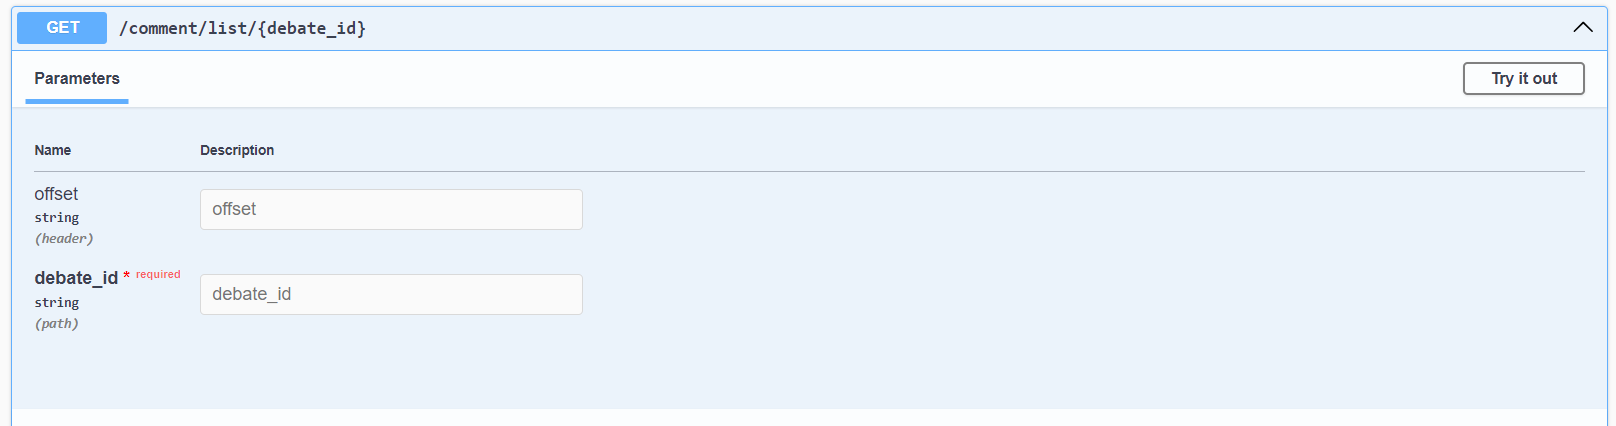 GET /comment/list/{debate_id}
Parameters
Try it out
Name Description
offset
string
(header)
offset
debate_id * required
string
(path)
debate_id